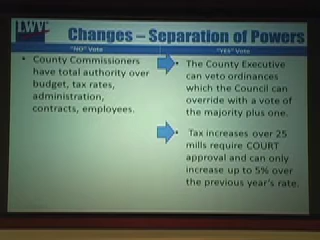 LWV
Changes – Separation of Powers
"NO" Vote
"YES" Vote
• County Commissioners
have total authority over
budget, tax rates,
administration,
contracts, employees.
• The County Executive
can veto ordinances
which the Council can
override with a vote of
the majority plus one.
• Tax increases over 25
mills require COURT
approval and can only
increase up to 5% over
the previous year's rate.